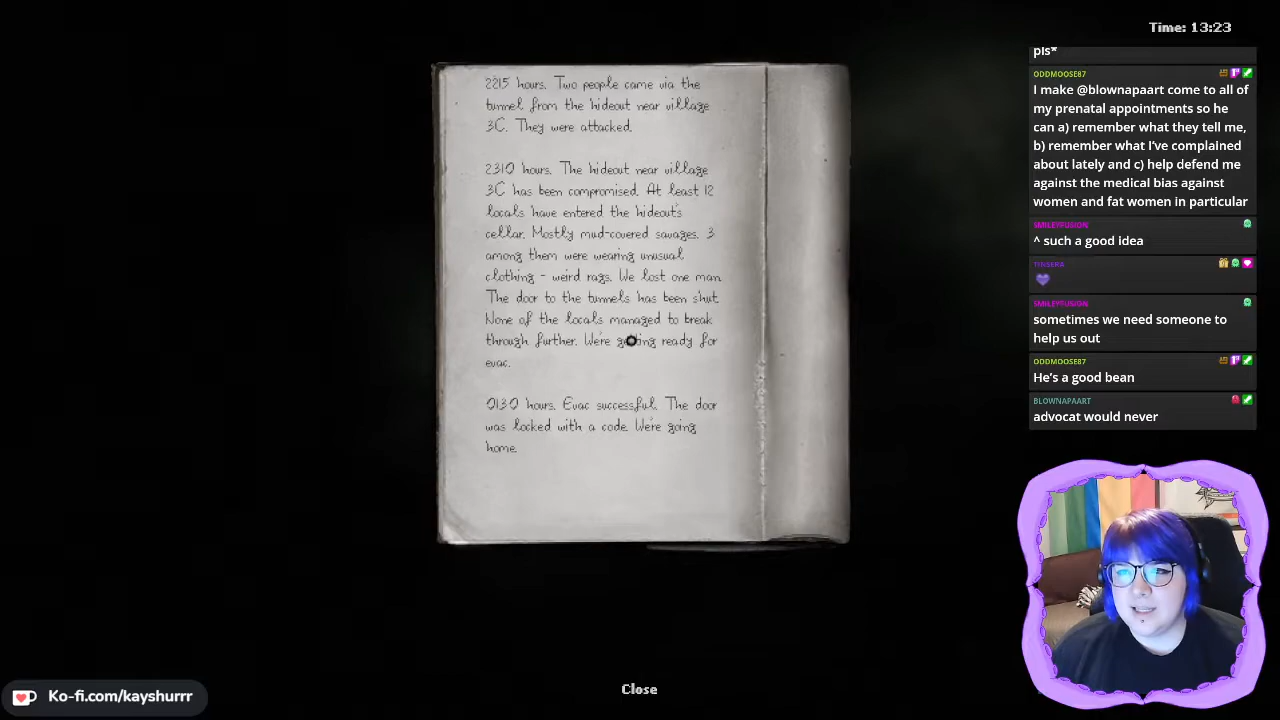 Time: 13:23
2215 hours. Two people came via the
tunnel from the hideout near village
3C. They were attacked.
2310 hours. The hideout near village
3C has been compromised. At least 12
locals have entered the hideout's
cellar. Mostly mud-covered savages. 3
among them were wearing unusual
clothing - weird rags. We lost one man.
The door to the tunnels has been shut.
None of the locals managed to break
through further. We're getting ready for
evac.
0130 hours. Evac successful. The door
was locked with a code. We're going
home.
Close
pls*
ODDMOOSE87
I make @blownapaart come to all of
my prenatal appointments so he
can a) remember what they tell me,
b) remember what I've complained
about lately and c) help defend me
against the medical bias against
women and fat women in particular
SMILEYFUSION
^ such a good idea
TINSERA
SMILEYFUSION
sometimes we need someone to
help us out
ODDMOOSE87
He's a good bean
BLOWNAPAART
advocat would never
Ko-fi.com/kayshurrr